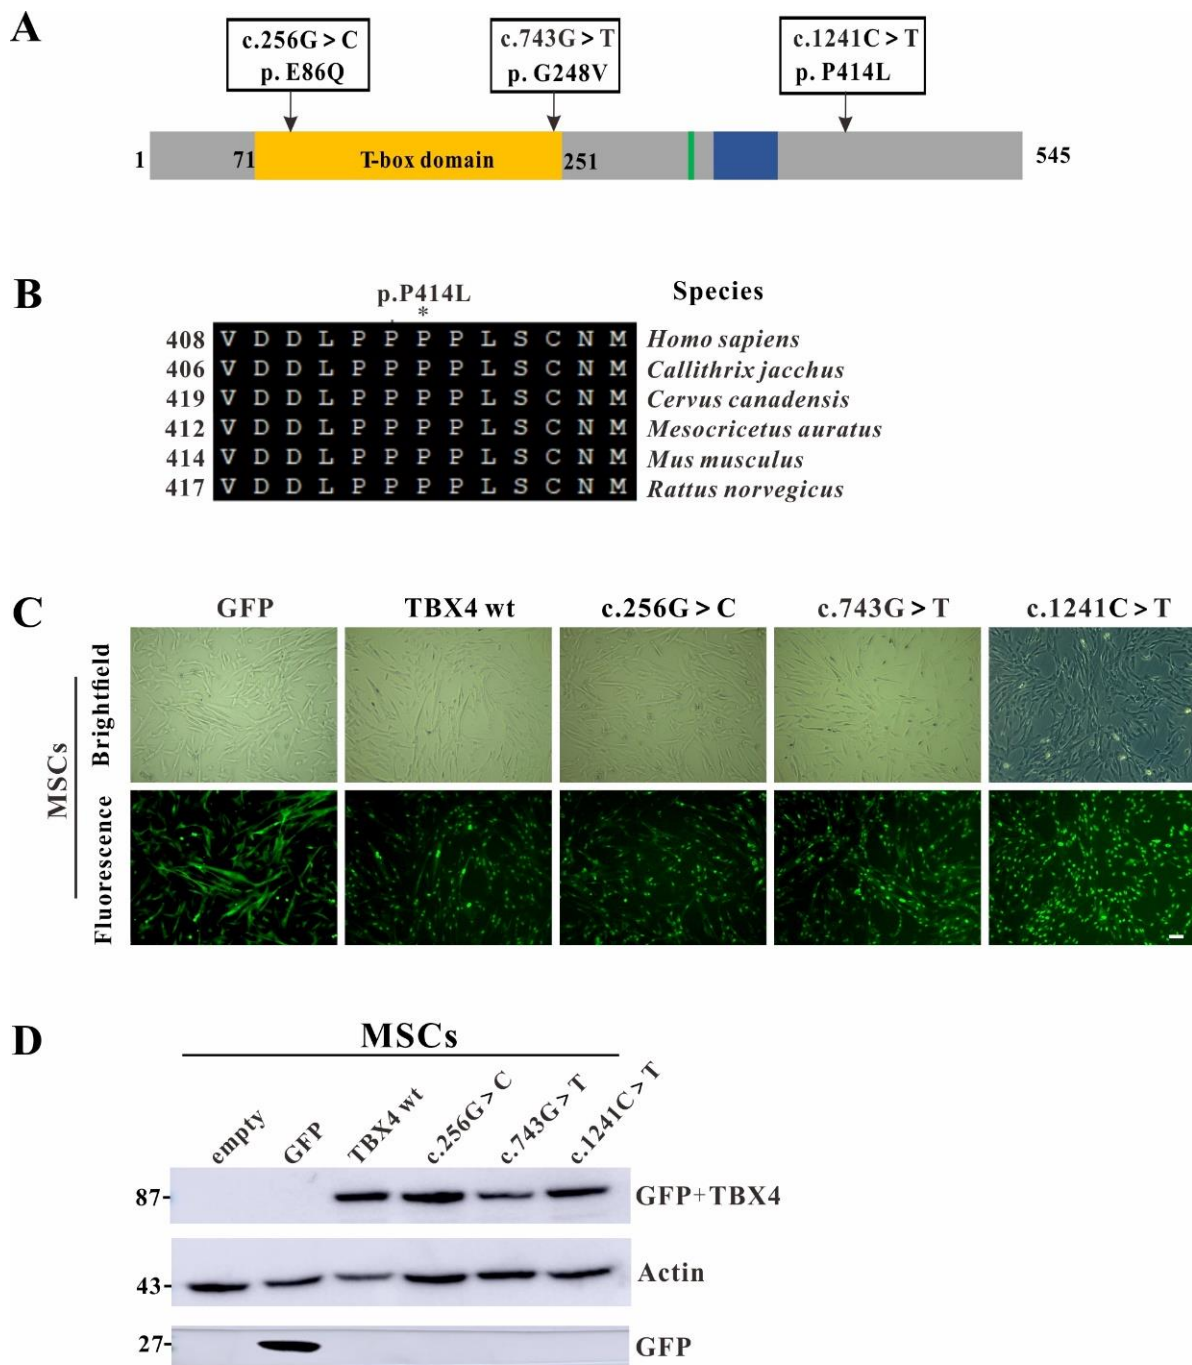 A
c.256G > C
p. E86Q
c.743G > T
p. G248V
c.1241C > T
p. P414L
1
71
T-box domain
251
545
B
p.P414L
Species
*
408 V D D L P P P P L S C N M Homo sapiens
406 V D D L P P P P L S C N M Callithrix jacchus
419 V D D L P P P P L S C N M Cervus canadensis
412 V D D L P P P P L S C N M Mesocricetus auratus
414 V D D L P P P P L S C N M Mus musculus
417 V D D L P P P P L S C N M Rattus norvegicus
C
GFP
TBX4 wt
c.256G > C
c.743G > T
c.1241C > T
MSCs
Brightfield
Fluorescence
D
MSCs
empty
GFP
TBX4 wt
c.256G > C
c.743G > T
c.1241C > T
87-
GFP+TBX4
43-
Actin
27-
GFP